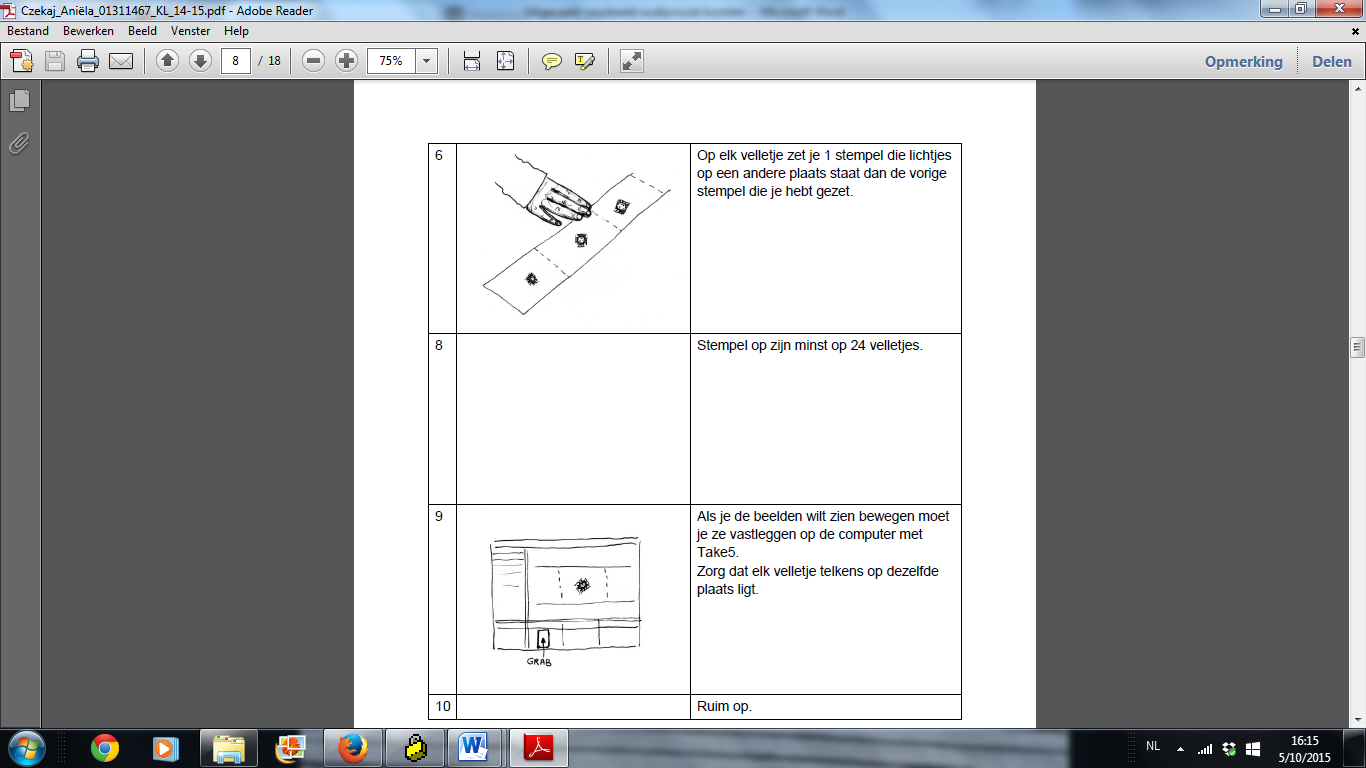 Czekaj_Aniëla_01311467_KL_14-15.pdf - Adobe Reader
Bestand Bewerken Beeld Venster Help
8 / 18 75% Opmerking Delen
6
Op elk velletje zet je 1 stempel die lichtjes
op een andere plaats staat dan de vorige
stempel die je hebt gezet.
8
Stempel op zijn minst op 24 velletjes.
9
Als je de beelden wilt zien bewegen moet
je ze vastleggen op de computer met
Take5.
Zorg dat elk velletje telkens op dezelfde
plaats ligt.
GRAB
10
Ruim op.
NL
16:15
5/10/2015